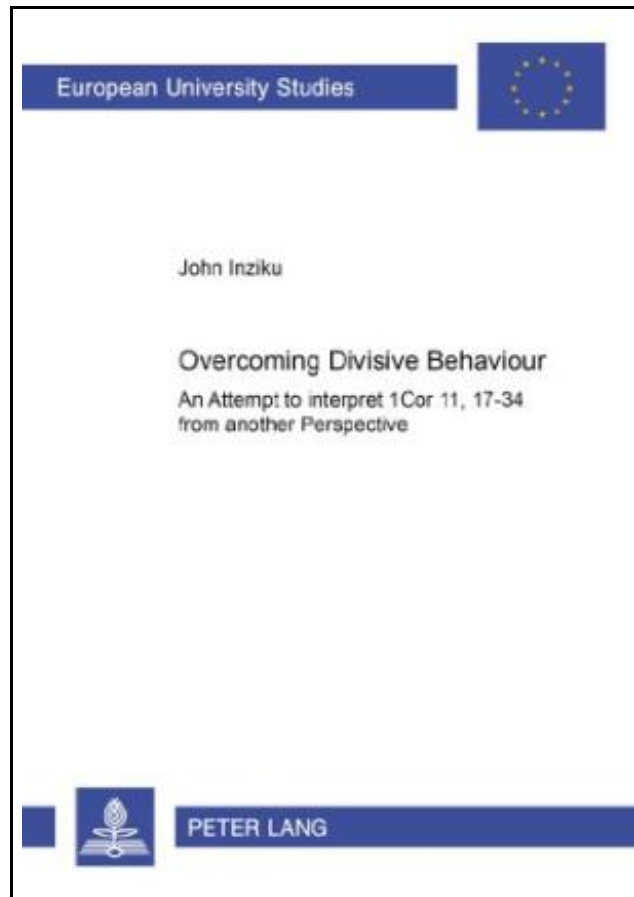 European University Studies
John Inziku
Overcoming Divisive Behaviour
An Attempt to interpret 1Cor 11, 17-34
from another Perspective
PETER LANG